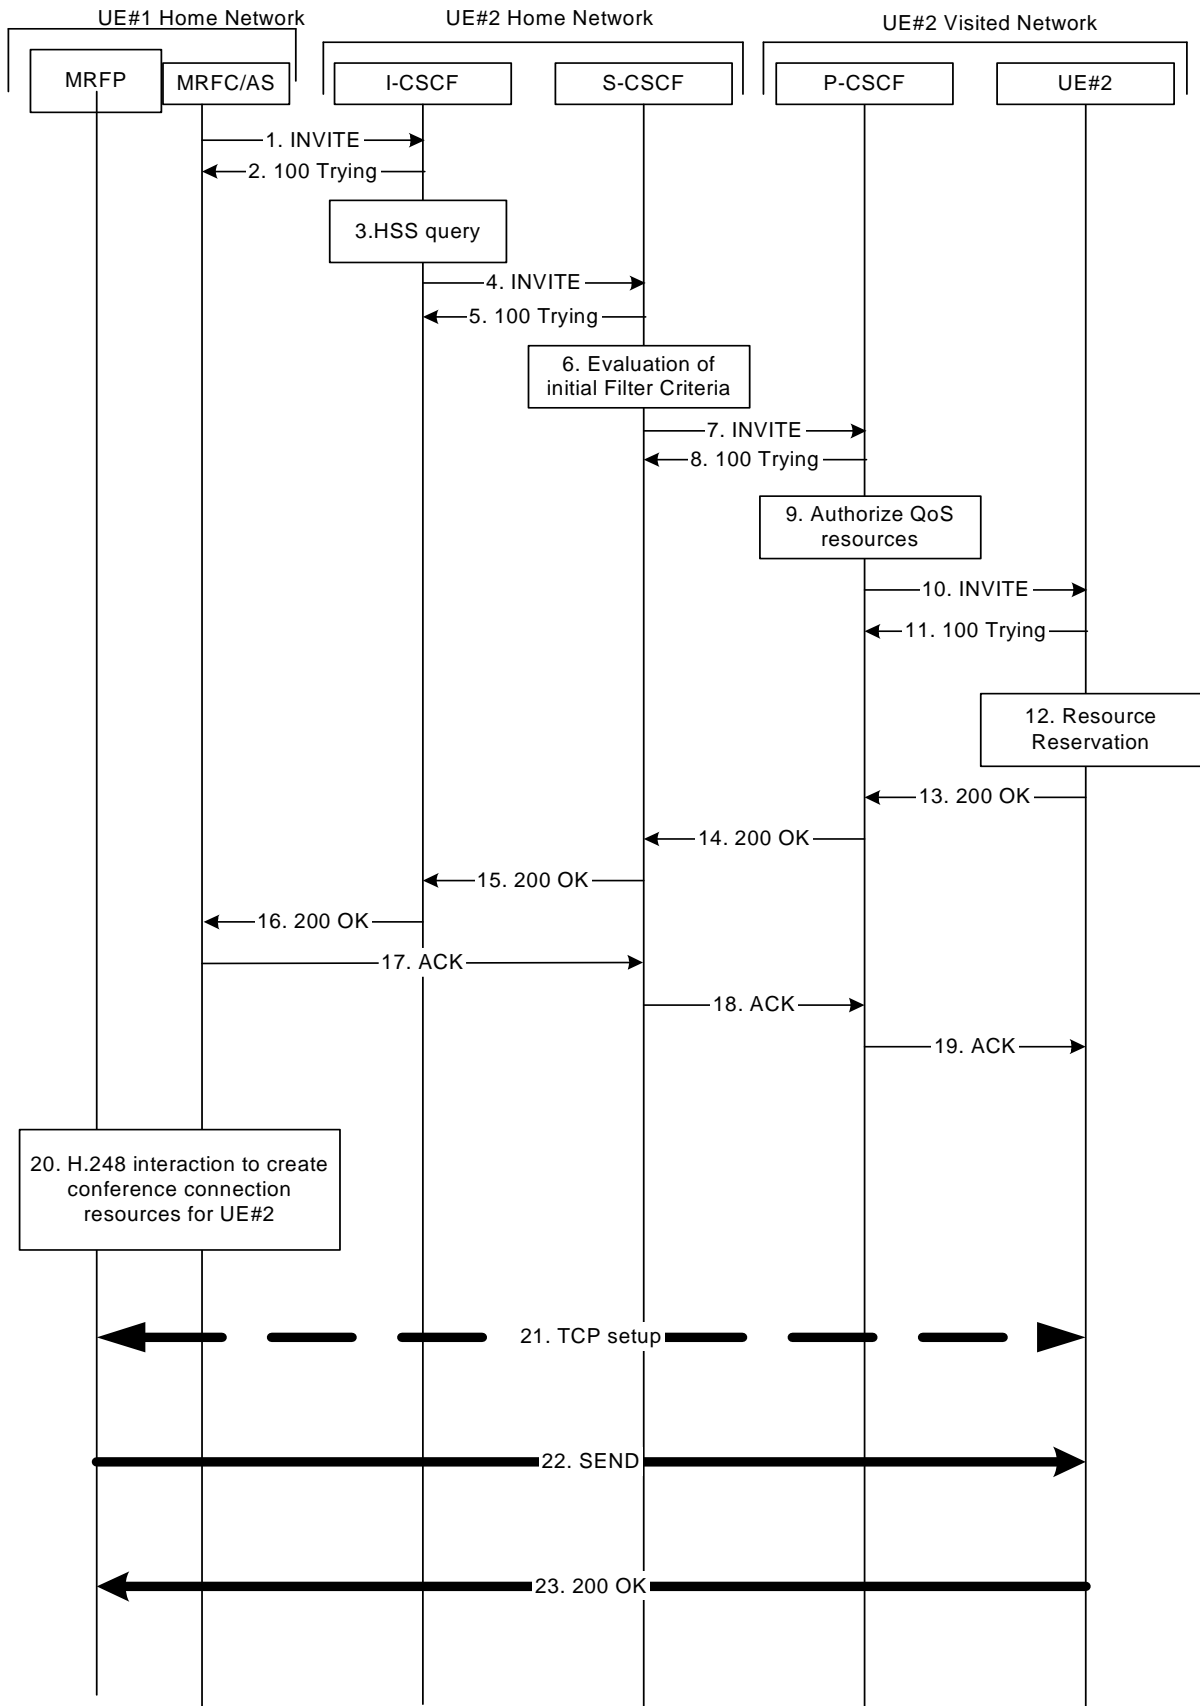 UE#1 Home Network
UE#2 Home Network
UE#2 Visited Network
MRFP
MRFC/AS
I-CSCF
S-CSCF
P-CSCF
UE#2
1. INVITE
2. 100 Trying
3.HSS query
4. INVITE
5. 100 Trying
6. Evaluation of
initial Filter Criteria
7. INVITE
8. 100 Trying
9. Authorize QoS
resources
10. INVITE
11. 100 Trying
12. Resource
Reservation
13. 200 OK
14. 200 OK
15. 200 OK
16. 200 OK
17. ACK
18. ACK
19. ACK
20. H.248 interaction to create
conference connection
resources for UE#2
21. TCP setup
22. SEND
23. 200 OK